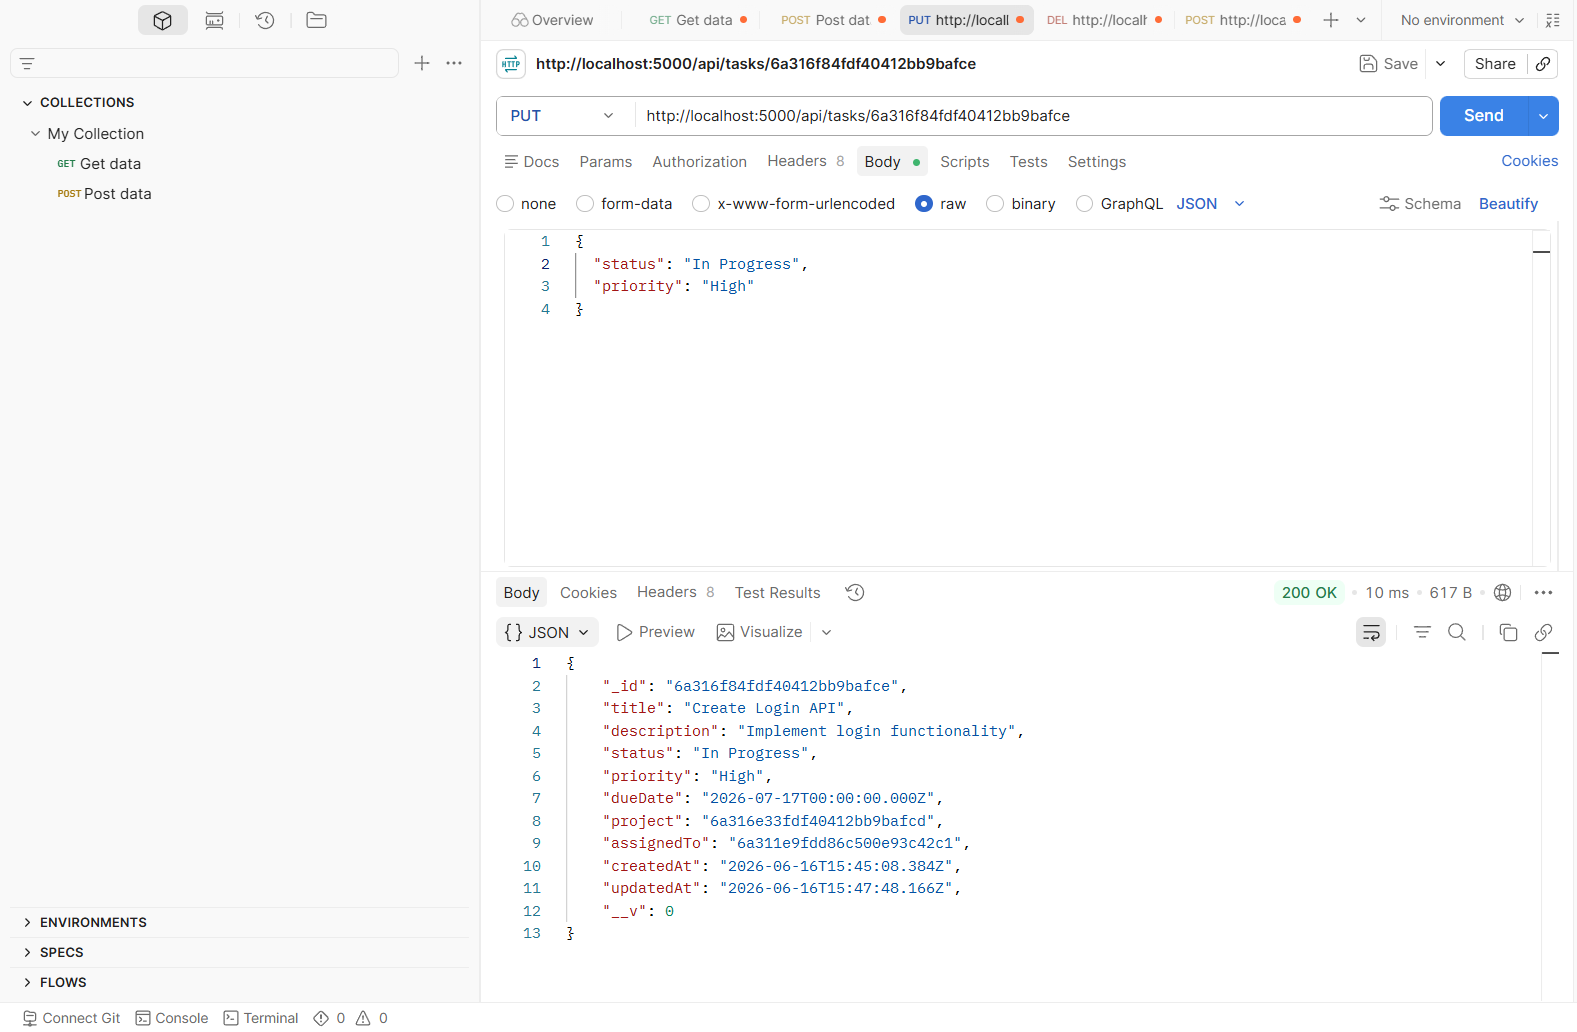 Overview GET Get data POST Post dat PUT http://locall DEL http://localh POST http://loca No environment
HTTP http://localhost:5000/api/tasks/6a316f84fdf40412bb9bafce Save Share
COLLECTIONS
My Collection
GET Get data
POST Post data
PUT http://localhost:5000/api/tasks/6a316f84fdf40412bb9bafce Send
Docs Params Authorization Headers 8 Body Scripts Tests Settings Cookies
none form-data x-www-form-urlencoded raw binary GraphQL JSON Schema Beautify
1 {
2 "status": "In Progress",
3 "priority": "High"
4 }
Body Cookies Headers 8 Test Results 200 OK 10 ms 617 B
{} JSON Preview Visualize
1 {
2 "_id": "6a316f84fdf40412bb9bafce",
3 "title": "Create Login API",
4 "description": "Implement login functionality",
5 "status": "In Progress",
6 "priority": "High",
7 "dueDate": "2026-07-17T00:00:00.000Z",
8 "project": "6a316e33fdf40412bb9bafcd",
9 "assignedTo": "6a311e9fdd86c500e93c42c1",
10 "createdAt": "2026-06-16T15:45:08.384Z",
11 "updatedAt": "2026-06-16T15:47:48.166Z",
12 "__v": 0
13 }
ENVIRONMENTS
SPECS
FLOWS
Connect Git Console Terminal 0 0